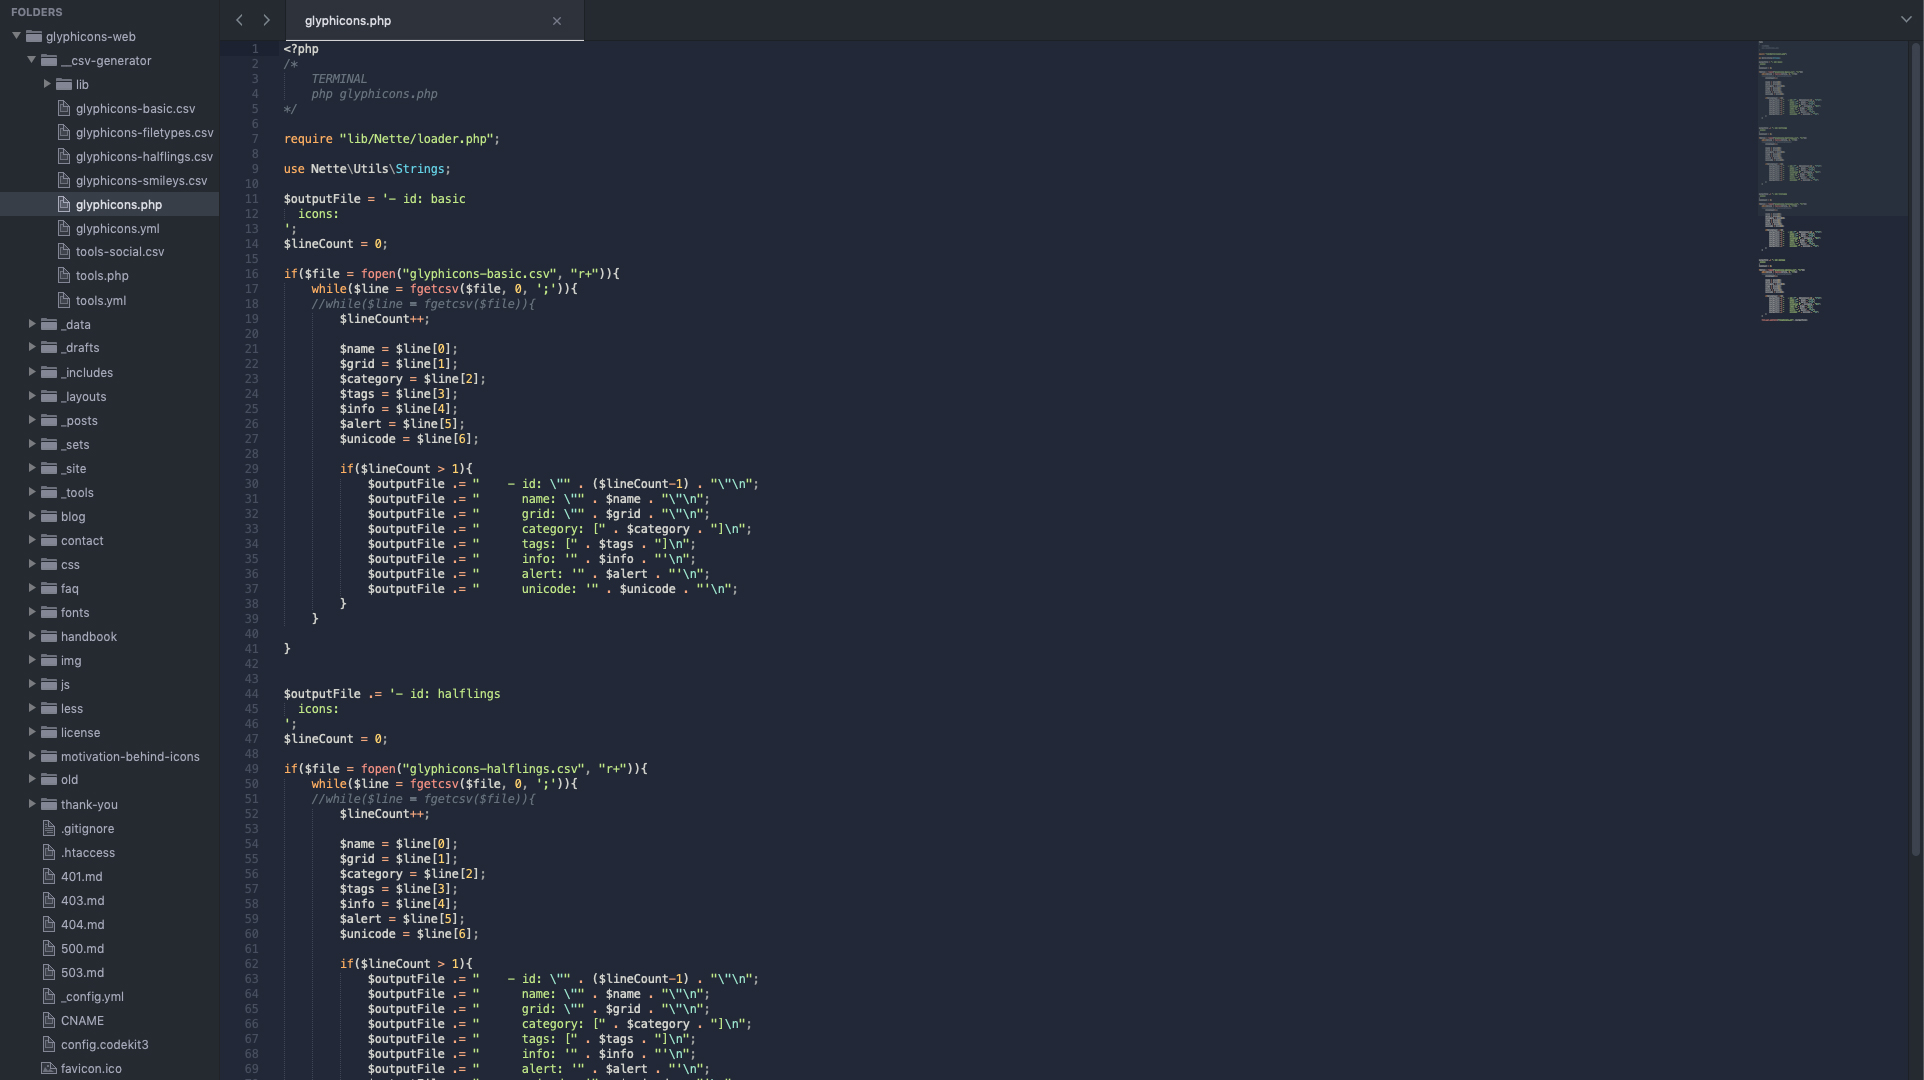 FOLDERS
glyphicons-web
__csv-generator
lib
glyphicons-basic.csv
glyphicons-filetypes.csv
glyphicons-halflings.csv
glyphicons-smileys.csv
glyphicons.php
glyphicons.yml
tools-social.csv
tools.php
tools.yml
_data
_drafts
_includes
_layouts
_posts
_sets
_site
_tools
blog
contact
css
faq
fonts
handbook
img
js
less
license
motivation-behind-icons
old
thank-you
.gitignore
.htaccess
401.md
403.md
404.md
500.md
503.md
_config.yml
CNAME
config.codekit3
favicon.ico
glyphicons.php
1 <?php
2 /*
3     TERMINAL
4     php glyphicons.php
5 */
6
7 require "lib/Nette/loader.php";
8
9 use Nette\Utils\Strings;
10
11 $outputFile = '- id: basic
12   icons:
13 ';
14 $lineCount = 0;
15
16 if($file = fopen("glyphicons-basic.csv", "r+")){
17     while($line = fgetcsv($file, 0, ';')){
18     //while($line = fgetcsv($file)){
19         $lineCount++;
20
21         $name = $line[0];
22         $grid = $line[1];
23         $category = $line[2];
24         $tags = $line[3];
25         $info = $line[4];
26         $alert = $line[5];
27         $unicode = $line[6];
28
29         if($lineCount > 1){
30             $outputFile .= "    - id: \"" . ($lineCount-1) . "\"\n";
31             $outputFile .= "      name: \"" . $name . "\"\n";
32             $outputFile .= "      grid: \"" . $grid . "\"\n";
33             $outputFile .= "      category: [" . $category . "]\n";
34             $outputFile .= "      tags: [" . $tags . "]\n";
35             $outputFile .= "      info: '" . $info . "'\n";
36             $outputFile .= "      alert: '" . $alert . "'\n";
37             $outputFile .= "      unicode: '" . $unicode . "'\n";
38         }
39     }
40
41 }
42
43
44 $outputFile .= '- id: halflings
45   icons:
46 ';
47 $lineCount = 0;
48
49 if($file = fopen("glyphicons-halflings.csv", "r+")){
50     while($line = fgetcsv($file, 0, ';')){
51     //while($line = fgetcsv($file)){
52         $lineCount++;
53
54         $name = $line[0];
55         $grid = $line[1];
56         $category = $line[2];
57         $tags = $line[3];
58         $info = $line[4];
59         $alert = $line[5];
60         $unicode = $line[6];
61
62         if($lineCount > 1){
63             $outputFile .= "    - id: \"" . ($lineCount-1) . "\"\n";
64             $outputFile .= "      name: \"" . $name . "\"\n";
65             $outputFile .= "      grid: \"" . $grid . "\"\n";
66             $outputFile .= "      category: [" . $category . "]\n";
67             $outputFile .= "      tags: [" . $tags . "]\n";
68             $outputFile .= "      info: '" . $info . "'\n";
69             $outputFile .= "      alert: '" . $alert . "'\n";